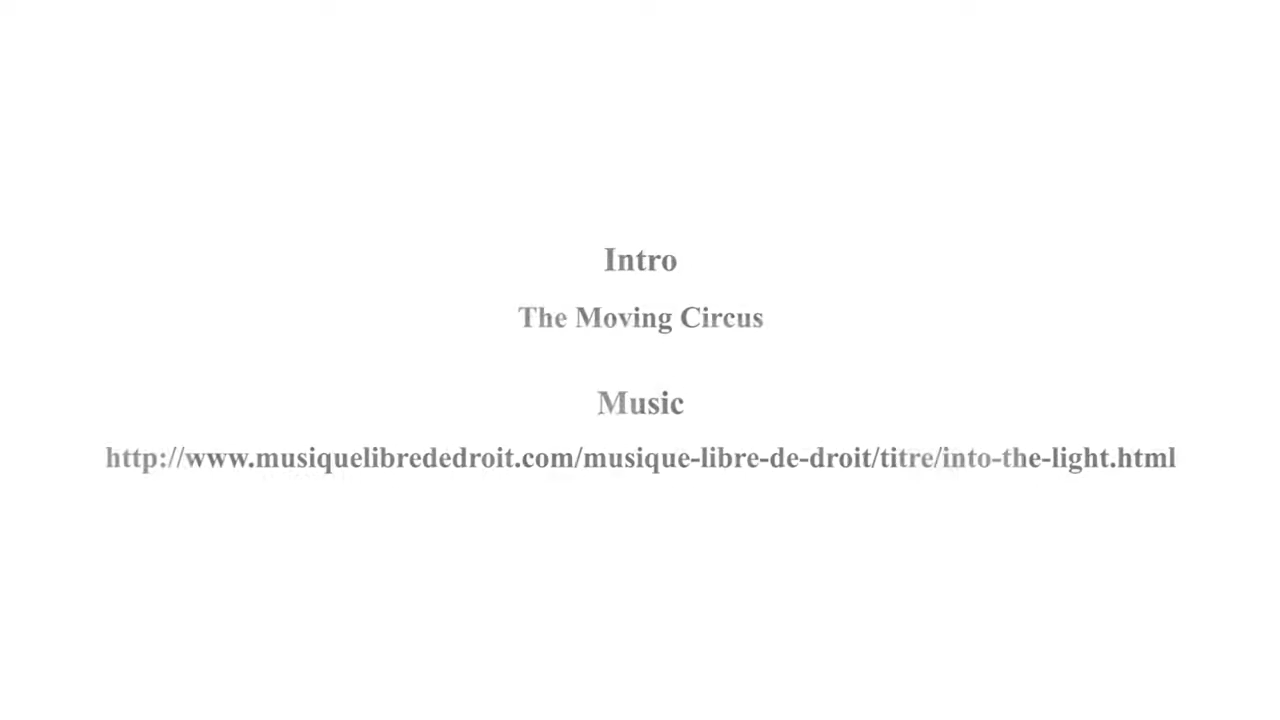 Intro
The Moving Circus
Music
http://www.musiquelibrededroit.com/musique-libre-de-droit/titre/into-the-light.html